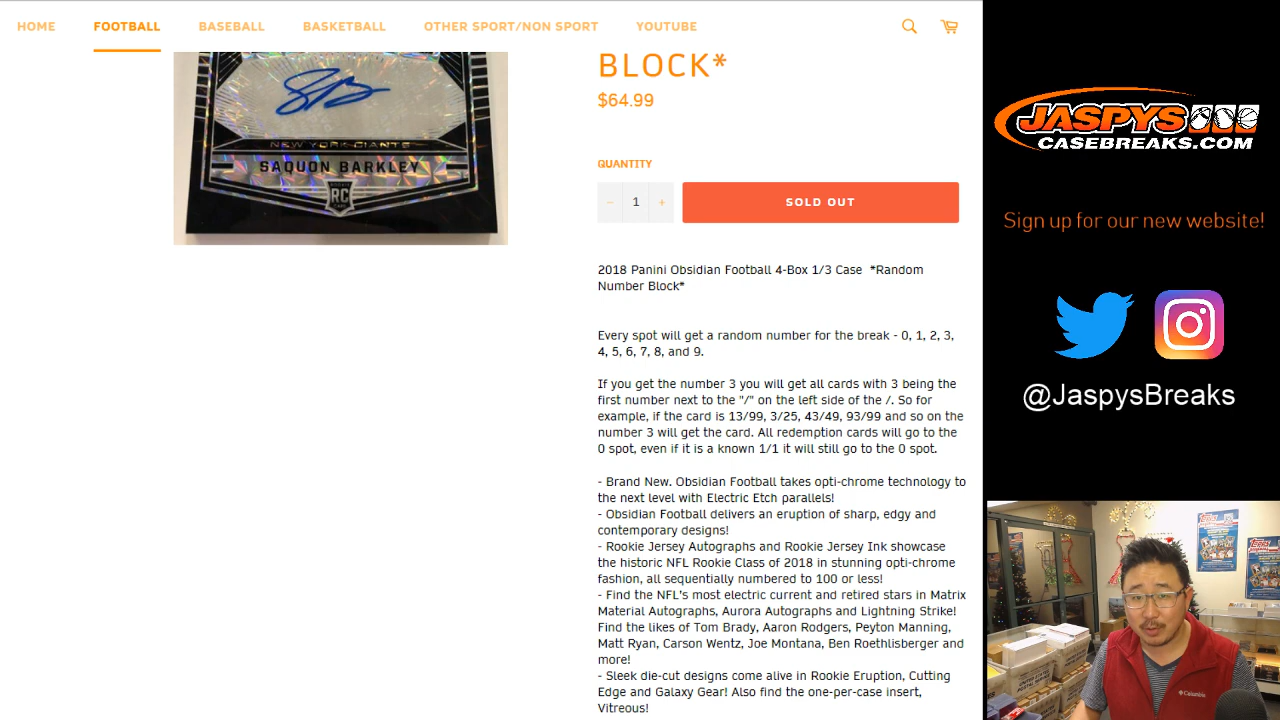 HOME FOOTBALL BASEBALL BASKETBALL OTHER SPORT/NON SPORT YOUTUBE
NEW YORK GIANTS
SAQUON BARKLEY
RC
BLOCK*
$64.99
QUANTITY
− 1 +
SOLD OUT
2018 Panini Obsidian Football 4-Box 1/3 Case *Random
Number Block*
Every spot will get a random number for the break - 0, 1, 2, 3,
4, 5, 6, 7, 8, and 9.
If you get the number 3 you will get all cards with 3 being the
first number next to the "/" on the left side of the /. So for
example, if the card is 13/99, 3/25, 43/49, 93/99 and so on the
number 3 will get the card. All redemption cards will go to the
0 spot, even if it is a known 1/1 it will still go to the 0 spot.
- Brand New. Obsidian Football takes opti-chrome technology to
the next level with Electric Etch parallels!
- Obsidian Football delivers an eruption of sharp, edgy and
contemporary designs!
- Rookie Jersey Autographs and Rookie Jersey Ink showcase
the historic NFL Rookie Class of 2018 in stunning opti-chrome
fashion, all sequentially numbered to 100 or less!
- Find the NFL's most electric current and retired stars in Matrix
Material Autographs, Aurora Autographs and Lightning Strike!
Find the likes of Tom Brady, Aaron Rodgers, Peyton Manning,
Matt Ryan, Carson Wentz, Joe Montana, Ben Roethlisberger and
more!
- Sleek die-cut designs come alive in Rookie Eruption, Cutting
Edge and Galaxy Gear! Also find the one-per-case insert,
Vitreous!
JASPYS
CASEBREAKS.COM
Sign up for our new website!
@JaspysBreaks
topps
topps
Columbia